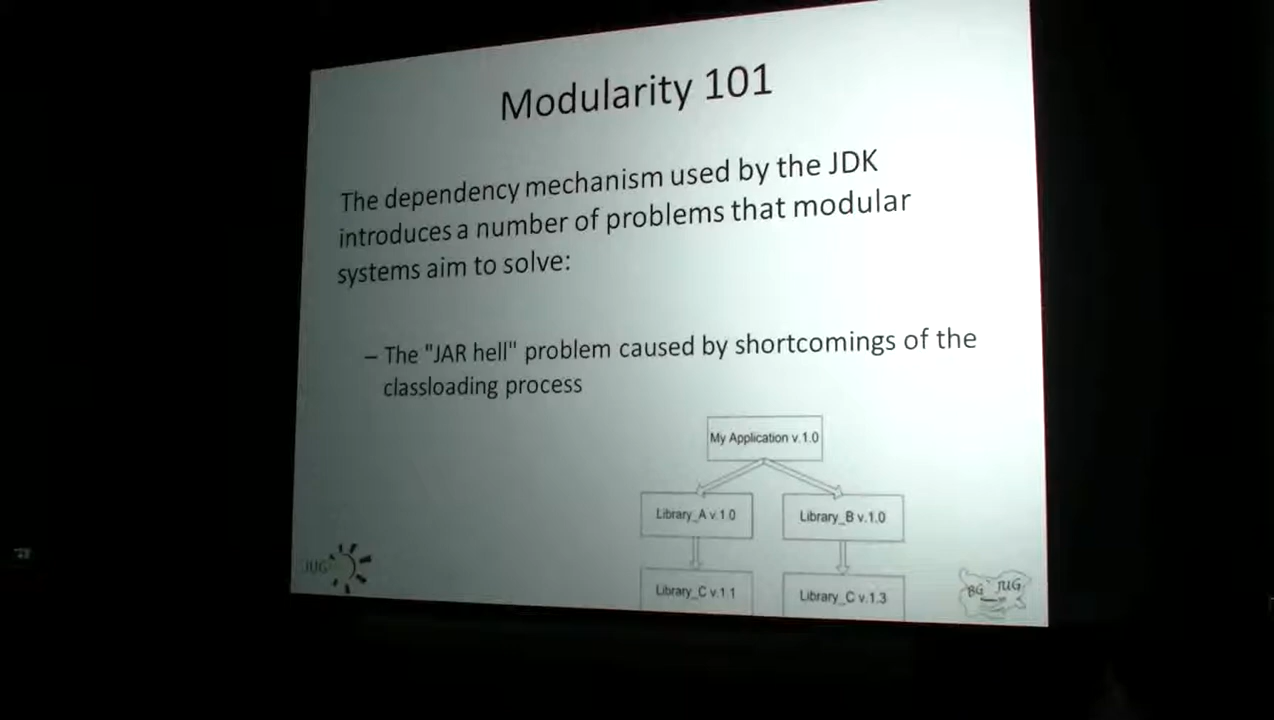 Modularity 101
The dependency mechanism used by the JDK
introduces a number of problems that modular
systems aim to solve:
– The "JAR hell" problem caused by shortcomings of the
classloading process
My Application v.1.0
Library_A v.1.0
Library_B v.1.0
Library_C v.1.1
Library_C v.1.3
JUG
BG JUG